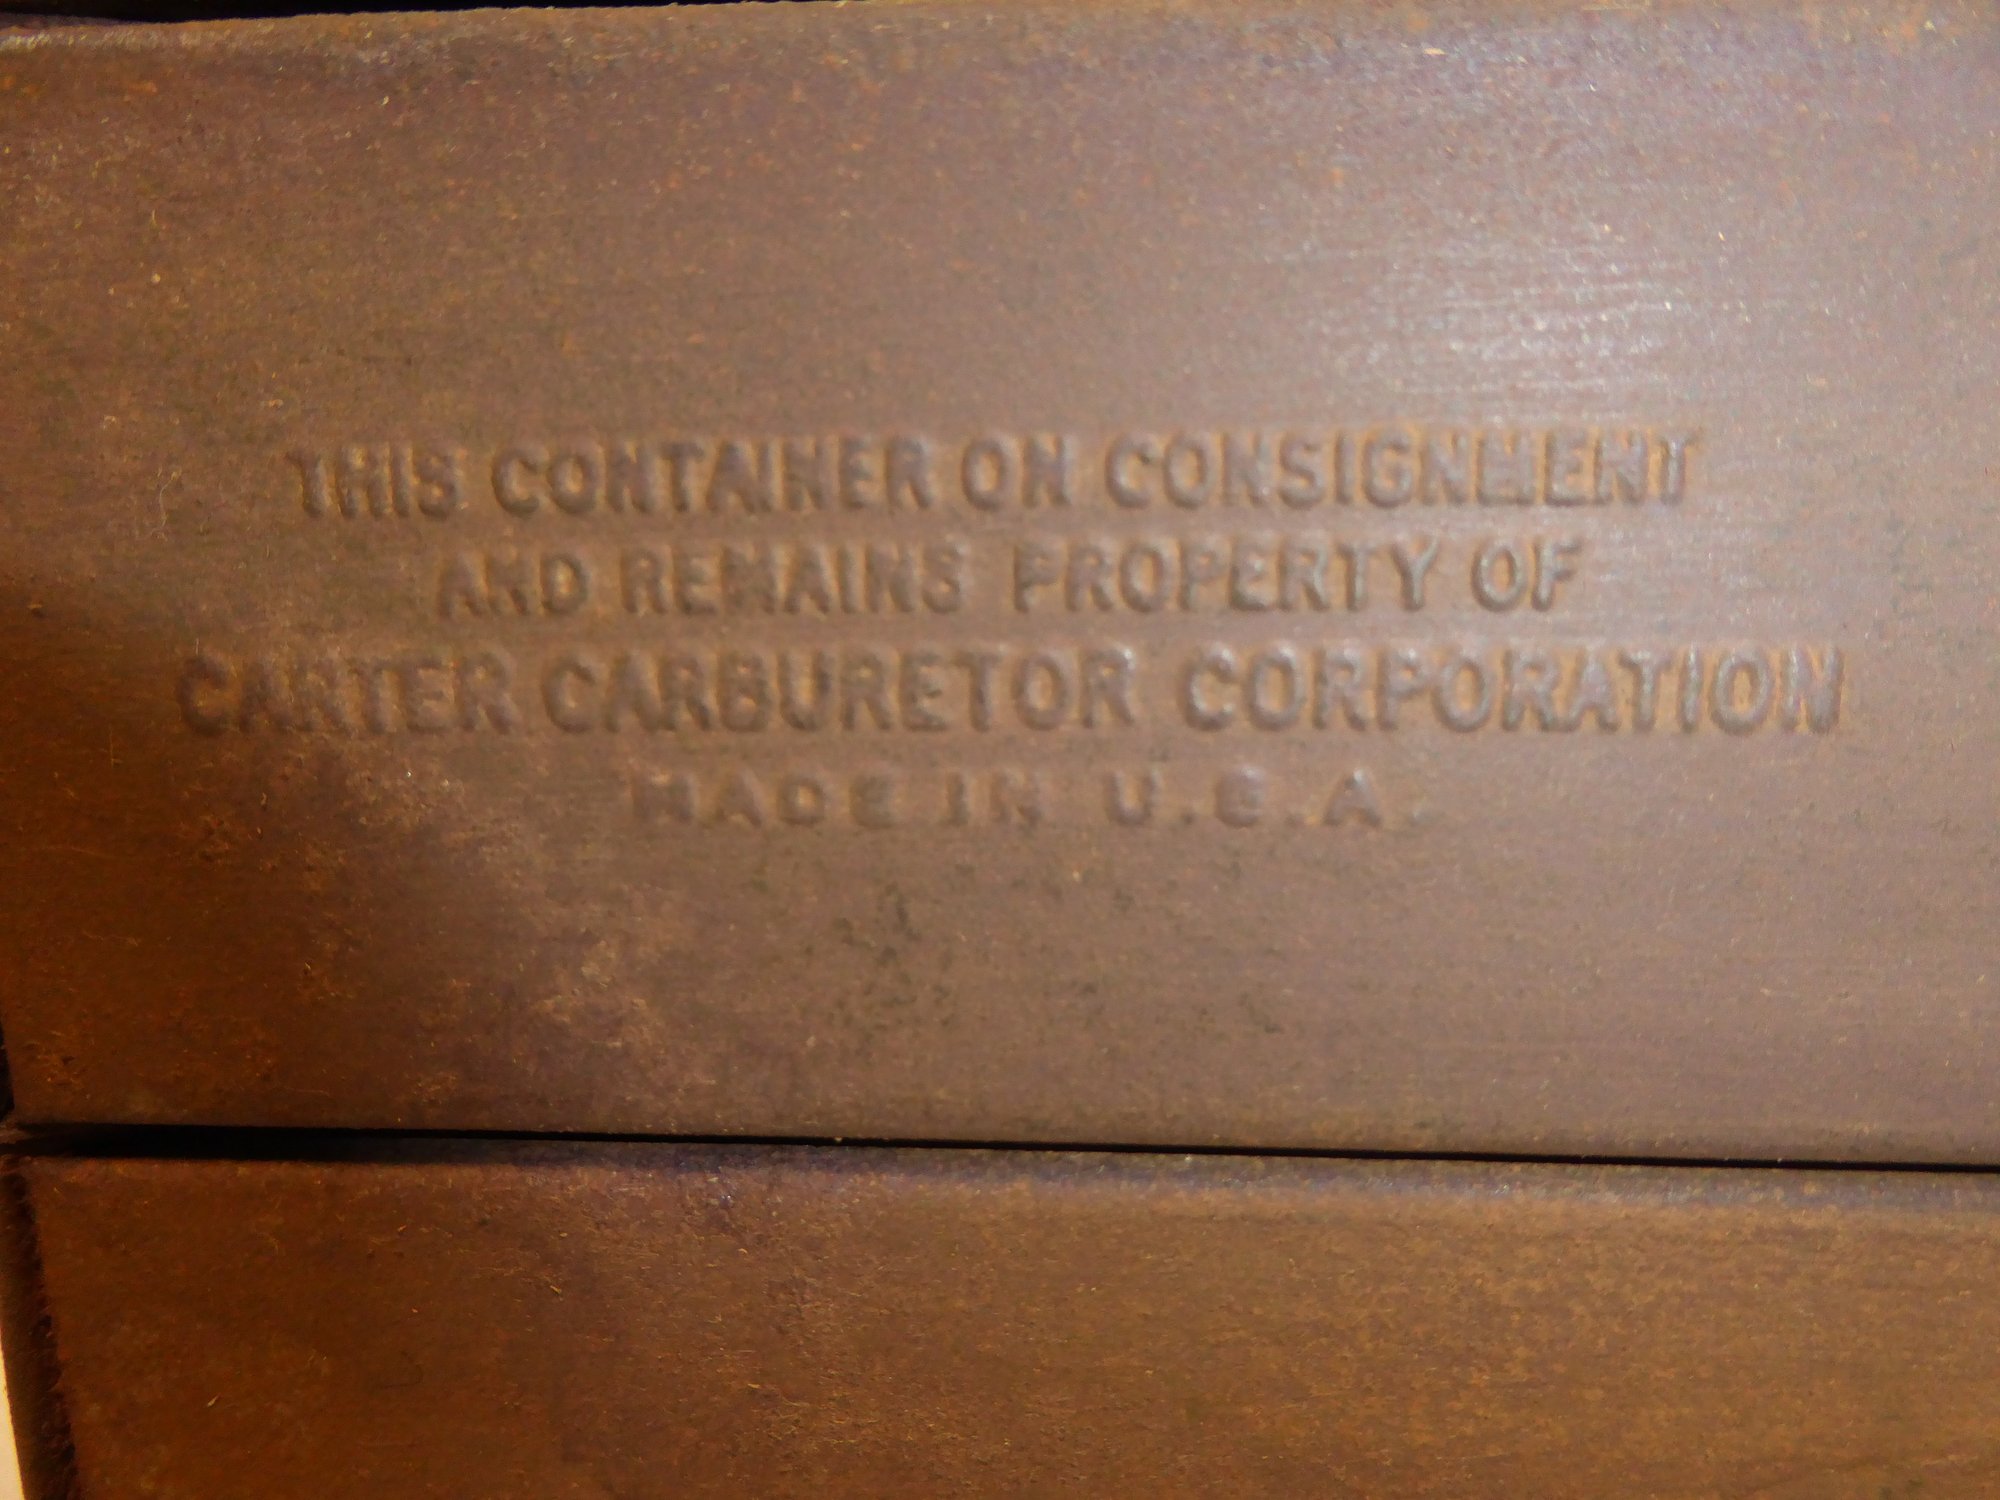 THIS CONTAINER ON CONSIGNMENT
AND REMAINS PROPERTY OF
CARTER CARBURETOR CORPORATION
MADE IN U.S.A.